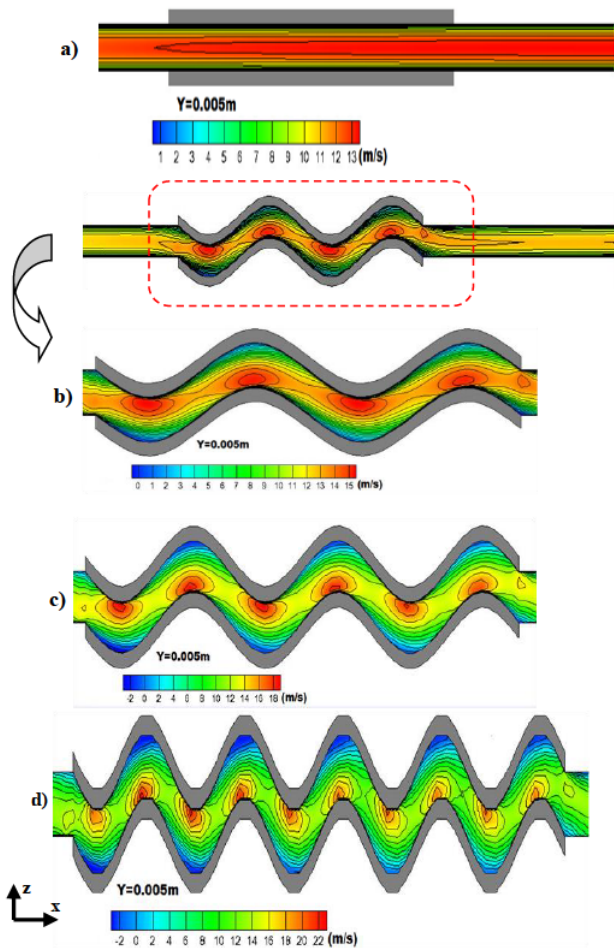 a)
Y=0.005m
1 2 3 4 5 6 7 8 9 10 11 12 13 (m/s)
b)
Y=0.005m
0 1 2 3 4 5 6 7 8 9 10 11 12 13 14 15 (m/s)
c)
Y=0.005m
-2 0 2 4 6 8 10 12 14 16 18 (m/s)
d)
z
x
Y=0.005m
-2 0 2 4 6 8 10 12 14 16 18 20 22 (m/s)